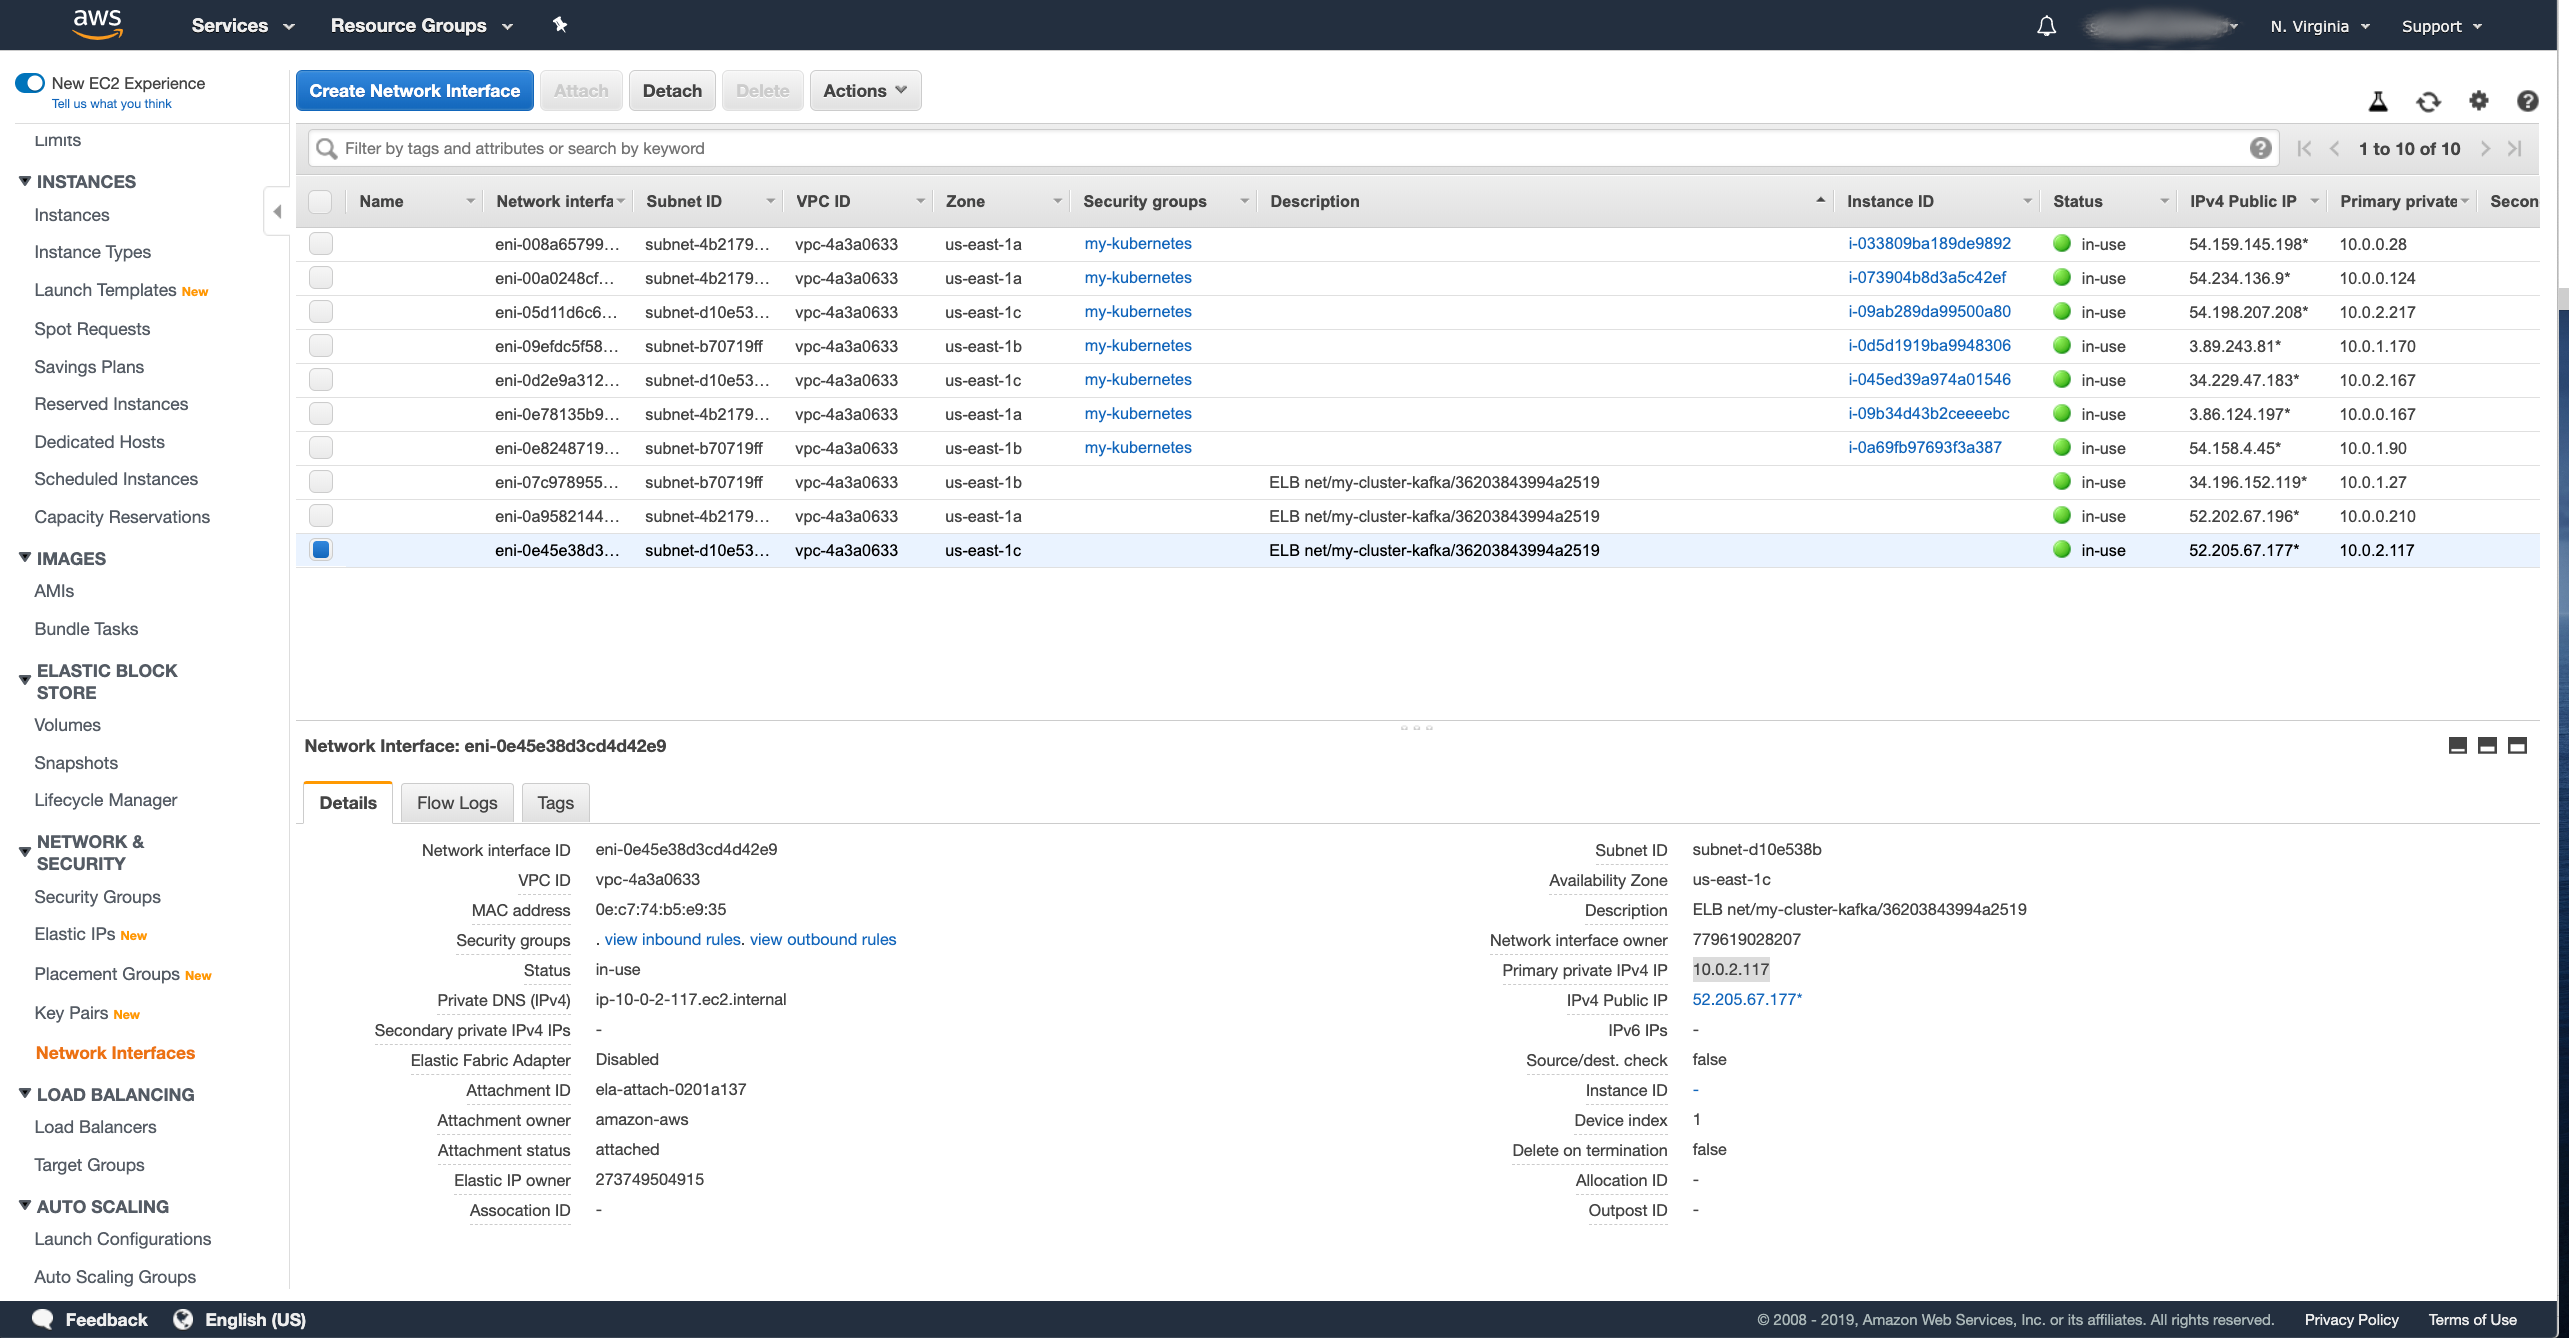 aws Services Resource Groups N. Virginia Support
New EC2 Experience
Tell us what you think
Limits
INSTANCES
Instances
Instance Types
Launch Templates New
Spot Requests
Savings Plans
Reserved Instances
Dedicated Hosts
Scheduled Instances
Capacity Reservations
IMAGES
AMIs
Bundle Tasks
ELASTIC BLOCK
STORE
Volumes
Snapshots
Lifecycle Manager
NETWORK &
SECURITY
Security Groups
Elastic IPs New
Placement Groups New
Key Pairs New
Network Interfaces
LOAD BALANCING
Load Balancers
Target Groups
AUTO SCALING
Launch Configurations
Auto Scaling Groups
Create Network Interface Attach Detach Delete Actions
Filter by tags and attributes or search by keyword 1 to 10 of 10
Name Network interfa Subnet ID VPC ID Zone Security groups Description Instance ID Status IPv4 Public IP Primary private Secon
eni-008a65799... subnet-4b2179... vpc-4a3a0633 us-east-1a my-kubernetes i-033809ba189de9892 in-use 54.159.145.198* 10.0.0.28
eni-00a0248cf... subnet-4b2179... vpc-4a3a0633 us-east-1a my-kubernetes i-073904b8d3a5c42ef in-use 54.234.136.9* 10.0.0.124
eni-05d11d6c6... subnet-d10e53... vpc-4a3a0633 us-east-1c my-kubernetes i-09ab289da99500a80 in-use 54.198.207.208* 10.0.2.217
eni-09efdc5f58... subnet-b70719ff vpc-4a3a0633 us-east-1b my-kubernetes i-0d5d1919ba9948306 in-use 3.89.243.81* 10.0.1.170
eni-0d2e9a312... subnet-d10e53... vpc-4a3a0633 us-east-1c my-kubernetes i-045ed39a974a01546 in-use 34.229.47.183* 10.0.2.167
eni-0e78135b9... subnet-4b2179... vpc-4a3a0633 us-east-1a my-kubernetes i-09b34d43b2ceeeebc in-use 3.86.124.197* 10.0.0.167
eni-0e8248719... subnet-b70719ff vpc-4a3a0633 us-east-1b my-kubernetes i-0a69fb97693f3a387 in-use 54.158.4.45* 10.0.1.90
eni-07c978955... subnet-b70719ff vpc-4a3a0633 us-east-1b ELB net/my-cluster-kafka/36203843994a2519 in-use 34.196.152.119* 10.0.1.27
eni-0a9582144... subnet-4b2179... vpc-4a3a0633 us-east-1a ELB net/my-cluster-kafka/36203843994a2519 in-use 52.202.67.196* 10.0.0.210
eni-0e45e38d3... subnet-d10e53... vpc-4a3a0633 us-east-1c ELB net/my-cluster-kafka/36203843994a2519 in-use 52.205.67.177* 10.0.2.117
Network Interface: eni-0e45e38d3cd4d42e9
Details Flow Logs Tags
Network interface ID eni-0e45e38d3cd4d42e9 Subnet ID subnet-d10e538b
VPC ID vpc-4a3a0633 Availability Zone us-east-1c
MAC address 0e:c7:74:b5:e9:35 Description ELB net/my-cluster-kafka/36203843994a2519
Security groups . view inbound rules. view outbound rules Network interface owner 779619028207
Status in-use Primary private IPv4 IP 10.0.2.117
Private DNS (IPv4) ip-10-0-2-117.ec2.internal IPv4 Public IP 52.205.67.177*
Secondary private IPv4 IPs - IPv6 IPs -
Elastic Fabric Adapter Disabled Source/dest. check false
Attachment ID ela-attach-0201a137 Instance ID -
Attachment owner amazon-aws Device index 1
Attachment status attached Delete on termination false
Elastic IP owner 273749504915 Allocation ID -
Assocation ID - Outpost ID -
Feedback English (US) © 2008 - 2019, Amazon Web Services, Inc. or its affiliates. All rights reserved. Privacy Policy Terms of Use